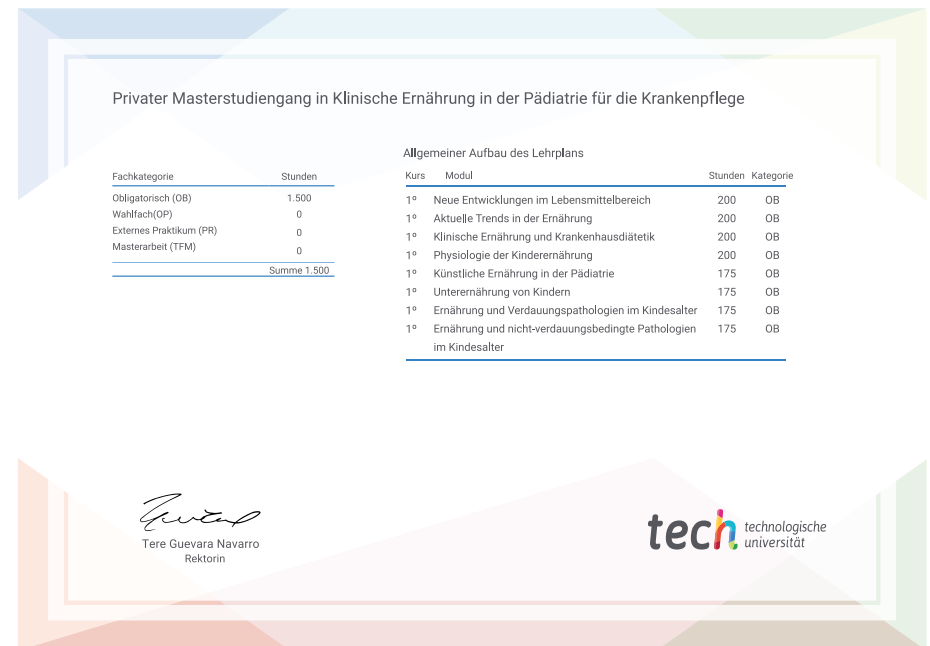 Privater Masterstudiengang in Klinische Ernährung in der Pädiatrie für die Krankenpflege
Fachkategorie Stunden
Obligatorisch (OB) 1.500
Wahlfach(OP) 0
Externes Praktikum (PR) 0
Masterarbeit (TFM) 0
Summe 1.500
Allgemeiner Aufbau des Lehrplans
Kurs Modul Stunden Kategorie
1º Neue Entwicklungen im Lebensmittelbereich 200 OB
1º Aktuelle Trends in der Ernährung 200 OB
1º Klinische Ernährung und Krankenhausdiätetik 200 OB
1º Physiologie der Kinderernährung 200 OB
1º Künstliche Ernährung in der Pädiatrie 175 OB
1º Unterernährung von Kindern 175 OB
1º Ernährung und Verdauungspathologien im Kindesalter 175 OB
1º Ernährung und nicht-verdauungsbedingte Pathologien 175 OB
im Kindesalter
Tere Guevara Navarro
Rektorin
tech technologische
universität